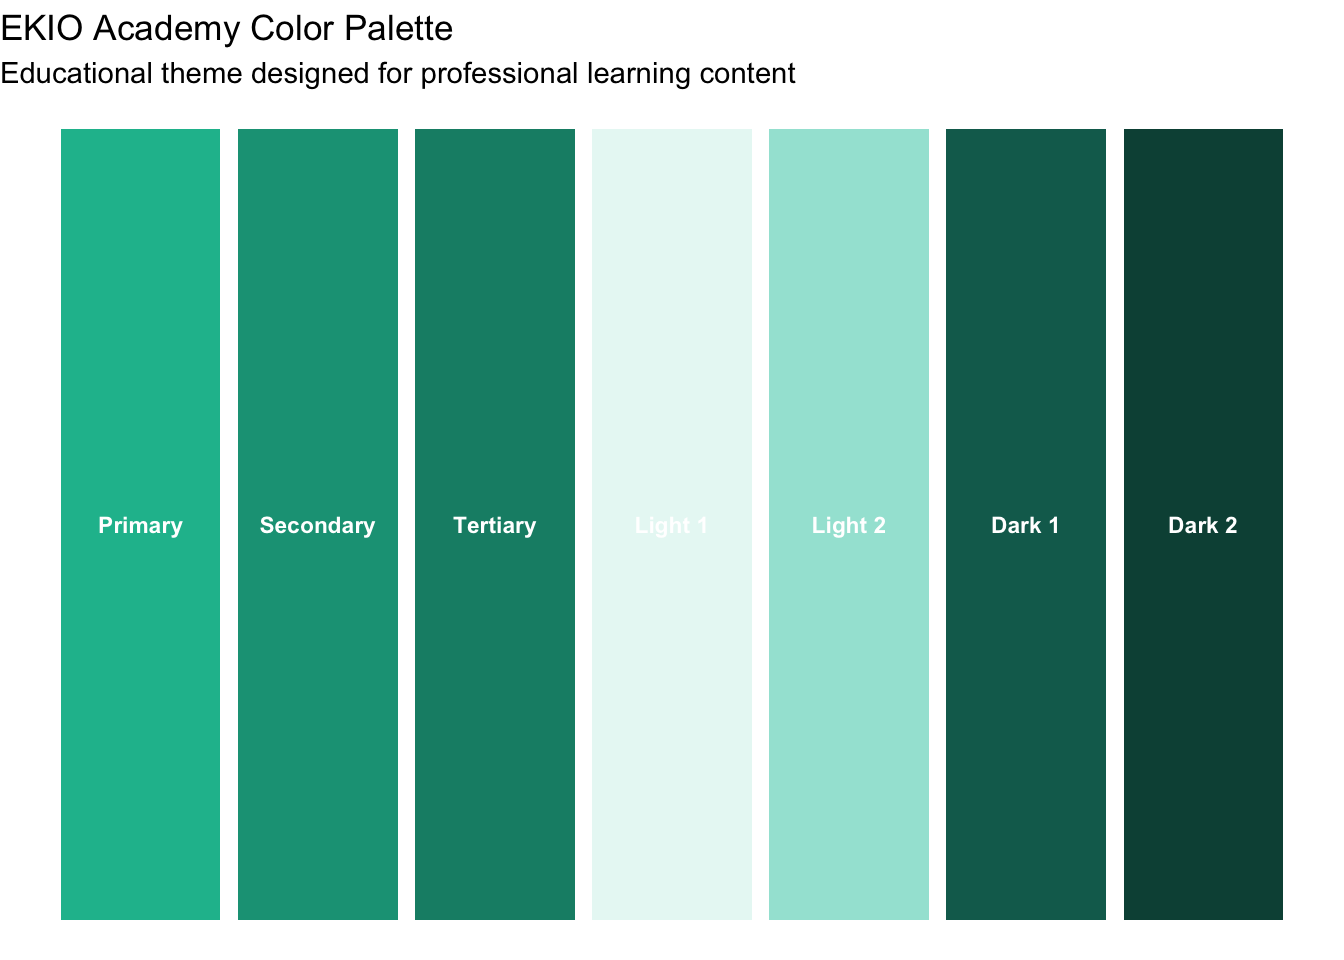 EKIO Academy Color Palette
Educational theme designed for professional learning content
Primary
Secondary
Tertiary
Light 1
Light 2
Dark 1
Dark 2